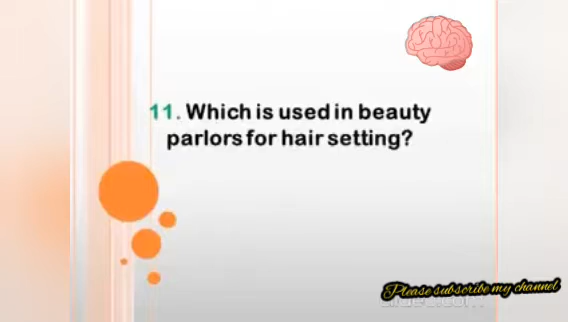 11. Which is used in beauty
parlors for hair setting?
Please subscribe my channel